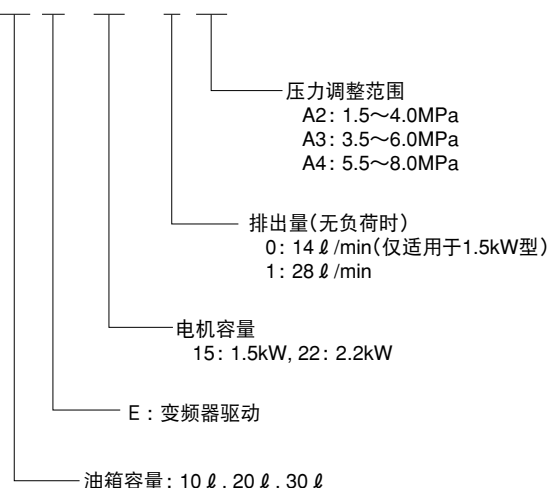 压力调整范围
A2: 1.5～4.0MPa
A3: 3.5～6.0MPa
A4: 5.5～8.0MPa
排出量(无负荷时)
0: 14 ℓ/min(仅适用于1.5kW型)
1: 28 ℓ/min
电机容量
15: 1.5kW, 22: 2.2kW
E : 变频器驱动
油箱容量: 10 ℓ, 20 ℓ, 30 ℓ